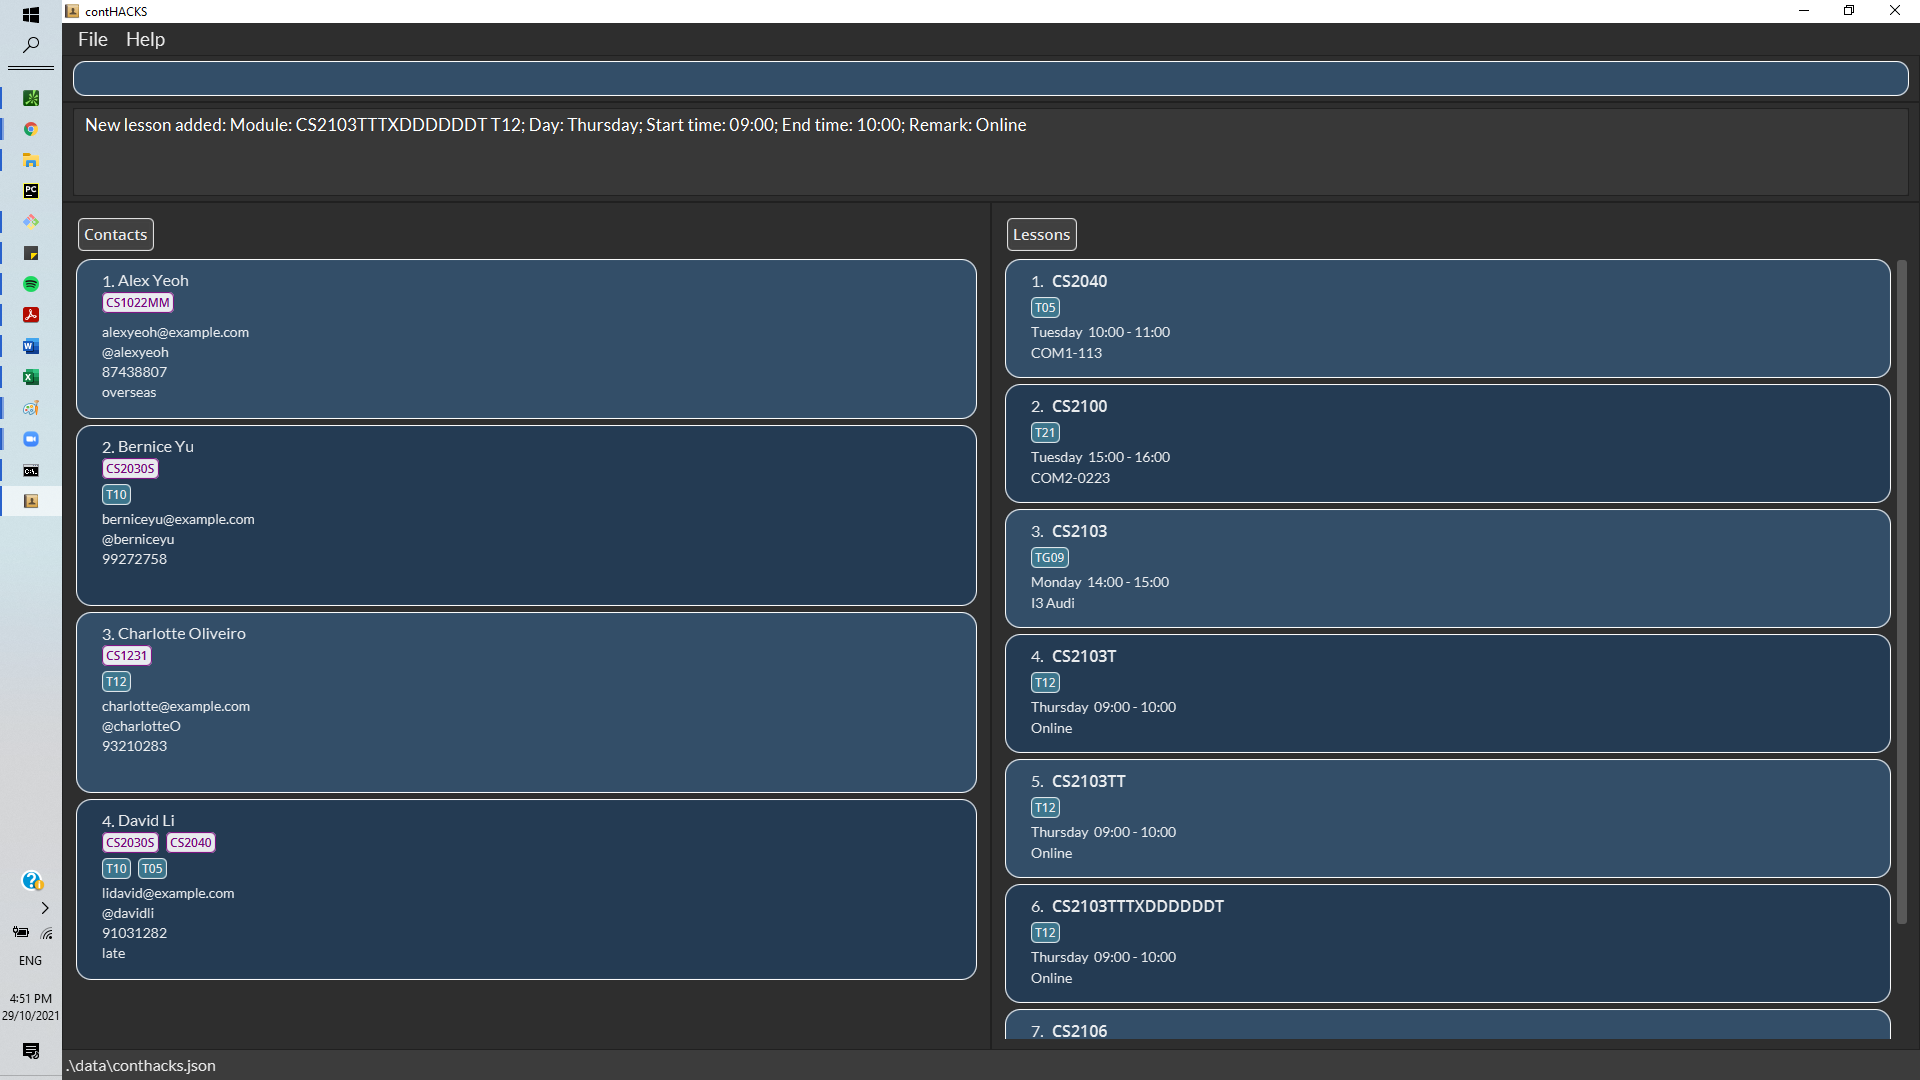 contHACKS
File Help
New lesson added: Module: CS2103TTTXDDDDDDT T12; Day: Thursday; Start time: 09:00; End time: 10:00; Remark: Online
Contacts
1. Alex Yeoh
CS1022MM
alexyeoh@example.com
@alexyeoh
87438807
overseas
2. Bernice Yu
CS2030S
T10
berniceyu@example.com
@berniceyu
99272758
3. Charlotte Oliveiro
CS1231
T12
charlotte@example.com
@charlotteO
93210283
4. David Li
CS2030S CS2040
T10 T05
lidavid@example.com
@davidli
91031282
late
Lessons
1. CS2040
T05
Tuesday 10:00 - 11:00
COM1-113
2. CS2100
T21
Tuesday 15:00 - 16:00
COM2-0223
3. CS2103
TG09
Monday 14:00 - 15:00
I3 Audi
4. CS2103T
T12
Thursday 09:00 - 10:00
Online
5. CS2103TT
T12
Thursday 09:00 - 10:00
Online
6. CS2103TTTXDDDDDDT
T12
Thursday 09:00 - 10:00
Online
7. CS2106
.\data\conthacks.json
PC
W
X
C:\.
ENG
4:51 PM
29/10/2021